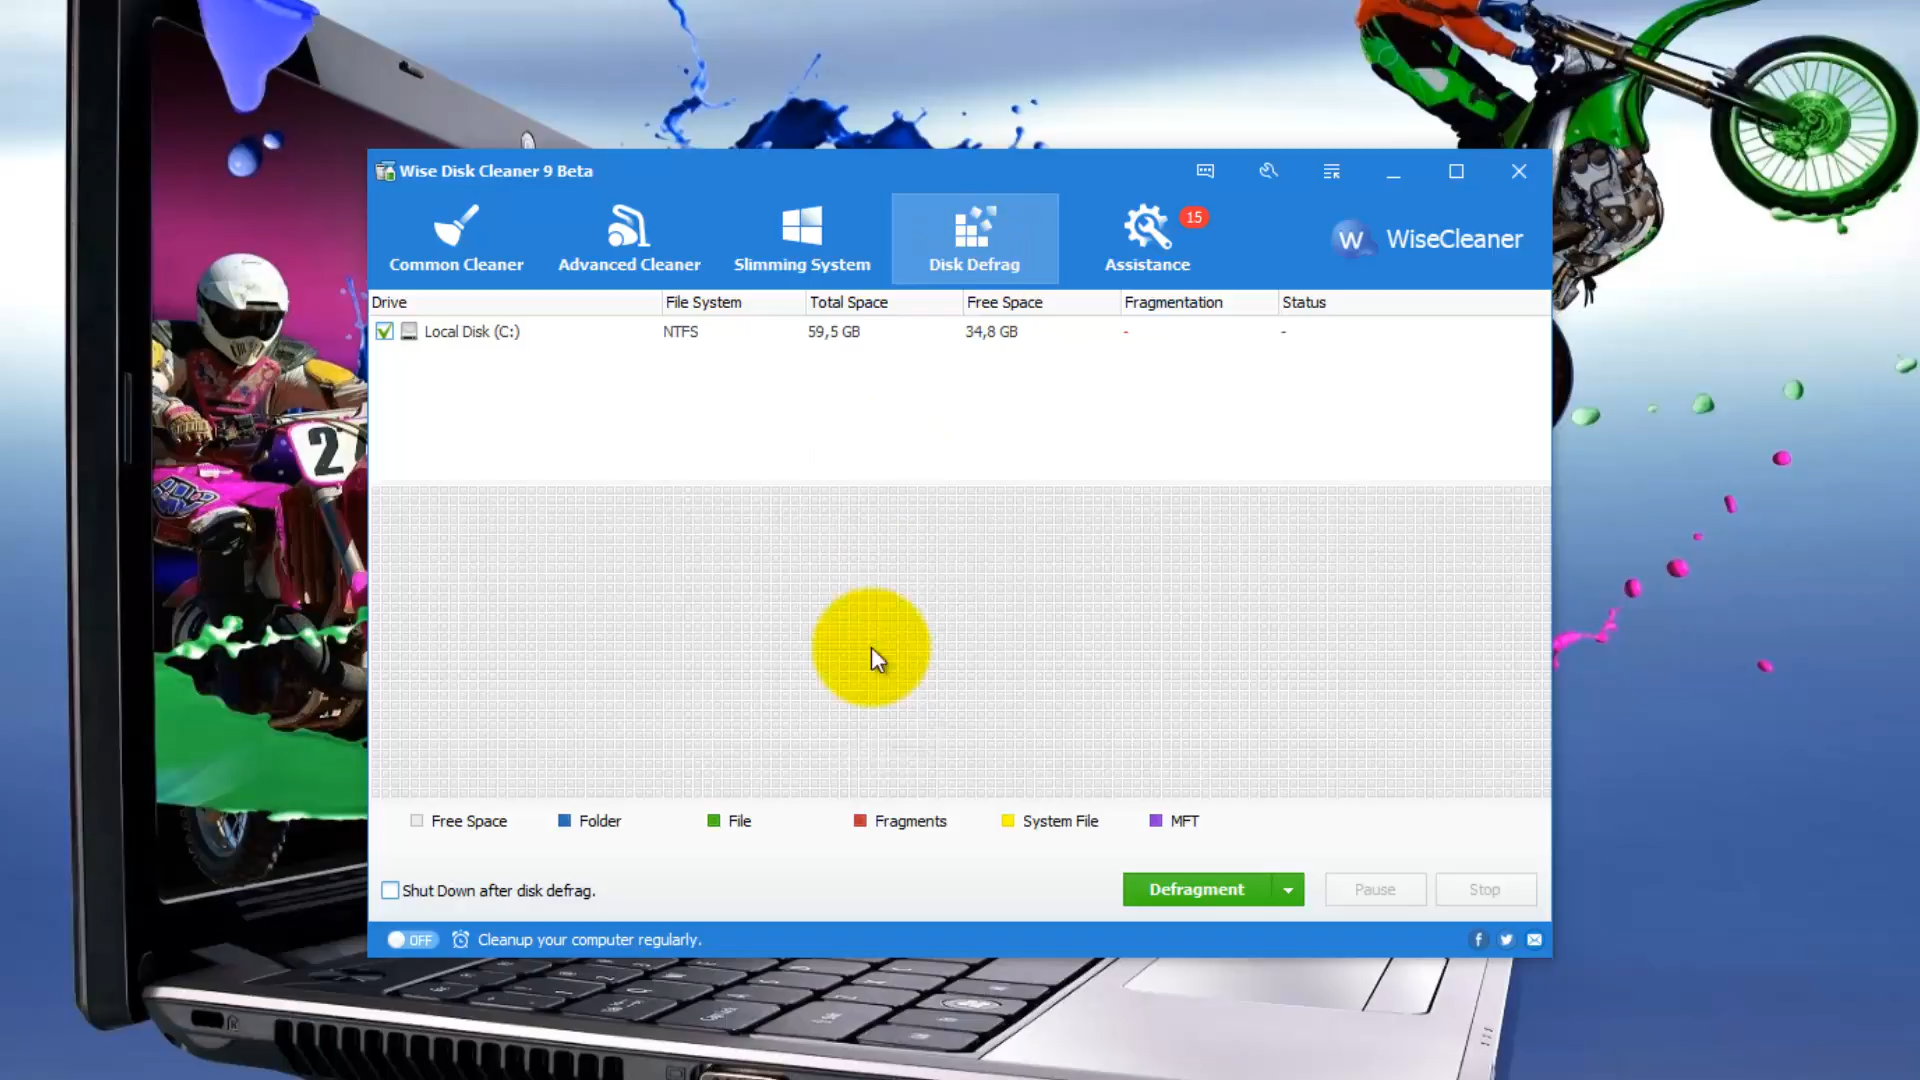 Wise Disk Cleaner 9 Beta
Common Cleaner
Advanced Cleaner
Slimming System
Disk Defrag
Assistance
15
W WiseCleaner
Drive File System Total Space Free Space Fragmentation Status
Local Disk (C:) NTFS 59,5 GB 34,8 GB - -
2
Free Space Folder File Fragments System File MFT
Shut Down after disk defrag.
Defragment Pause Stop
OFF Cleanup your computer regularly.